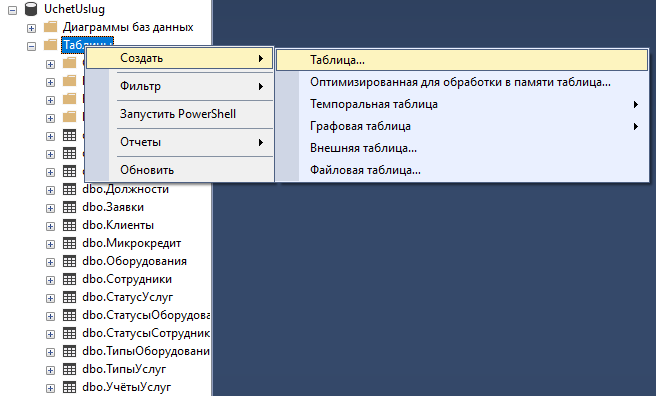 UchetUslug
Диаграммы баз данных
Таблицы
Создать
Фильтр
Запустить PowerShell
Отчеты
Обновить
Таблица...
Оптимизированная для обработки в памяти таблица...
Темпоральная таблица
Графовая таблица
Внешняя таблица...
Файловая таблица...
dbo.Должности
dbo.Заявки
dbo.Клиенты
dbo.Микрокредит
dbo.Оборудования
dbo.Сотрудники
dbo.СтатусУслуг
dbo.СтатусыОборудова
dbo.СтатусыСотрудник
dbo.ТипыОборудовани
dbo.ТипыУслуг
dbo.УчётыУслуг